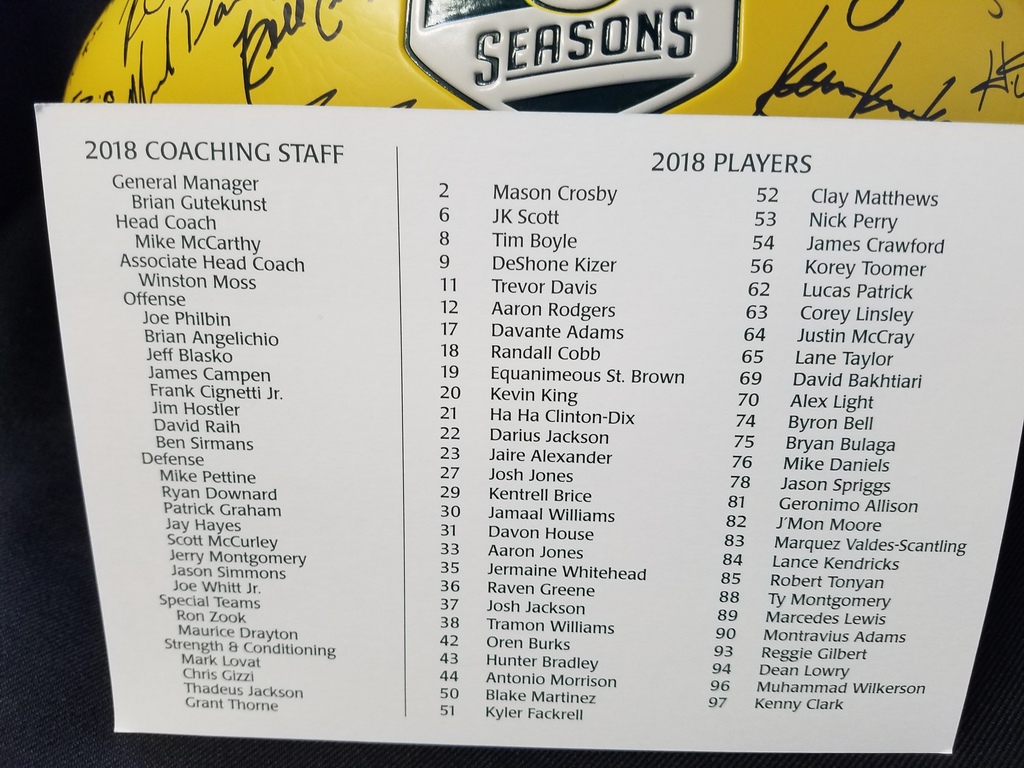 SEASONS
2018 COACHING STAFF
General Manager
Brian Gutekunst
Head Coach
Mike McCarthy
Associate Head Coach
Winston Moss
Offense
Joe Philbin
Brian Angelichio
Jeff Blasko
James Campen
Frank Cignetti Jr.
Jim Hostler
David Raih
Ben Sirmans
Defense
Mike Pettine
Ryan Downard
Patrick Graham
Jay Hayes
Scott McCurley
Jerry Montgomery
Jason Simmons
Joe Whitt Jr.
Special Teams
Ron Zook
Maurice Drayton
Strength & Conditioning
Mark Lovat
Chris Gizzi
Thadeus Jackson
Grant Thorne
2018 PLAYERS
2 Mason Crosby
6 JK Scott
8 Tim Boyle
9 DeShone Kizer
11 Trevor Davis
12 Aaron Rodgers
17 Davante Adams
18 Randall Cobb
19 Equanimeous St. Brown
20 Kevin King
21 Ha Ha Clinton-Dix
22 Darius Jackson
23 Jaire Alexander
27 Josh Jones
29 Kentrell Brice
30 Jamaal Williams
31 Davon House
33 Aaron Jones
35 Jermaine Whitehead
36 Raven Greene
37 Josh Jackson
38 Tramon Williams
42 Oren Burks
43 Hunter Bradley
44 Antonio Morrison
50 Blake Martinez
51 Kyler Fackrell
52 Clay Matthews
53 Nick Perry
54 James Crawford
56 Korey Toomer
62 Lucas Patrick
63 Corey Linsley
64 Justin McCray
65 Lane Taylor
69 David Bakhtiari
70 Alex Light
74 Byron Bell
75 Bryan Bulaga
76 Mike Daniels
78 Jason Spriggs
81 Geronimo Allison
82 J'Mon Moore
83 Marquez Valdes-Scantling
84 Lance Kendricks
85 Robert Tonyan
88 Ty Montgomery
89 Marcedes Lewis
90 Montravius Adams
93 Reggie Gilbert
94 Dean Lowry
96 Muhammad Wilkerson
97 Kenny Clark